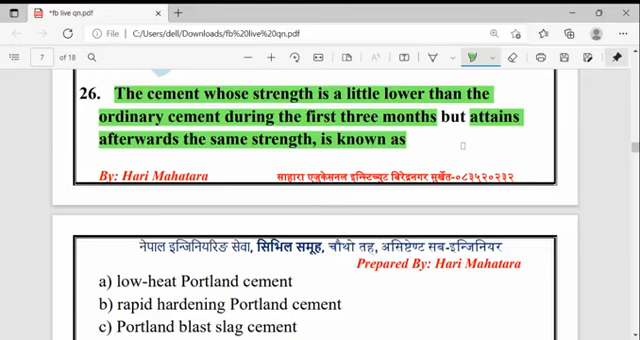 *fb live qn.pdf
File
C:/Users/dell/Downloads/fb%20live%20qn.pdf
7 of 18
26. The cement whose strength is a little lower than the
ordinary cement during the first three months but attains
afterwards the same strength, is known as
By: Hari Mahatara साहारा एजुकेसनल इन्स्टिच्युट बिरेद्रनगर सुर्खेत-०८३५२०२३२
नेपाल इन्जिनियरिङ सेवा, सिभिल समूह, चौथो तह, असिष्टेण्ट सब-इन्जिनियर
Prepared By: Hari Mahatara
a) low-heat Portland cement
b) rapid hardening Portland cement
c) Portland blast slag cement